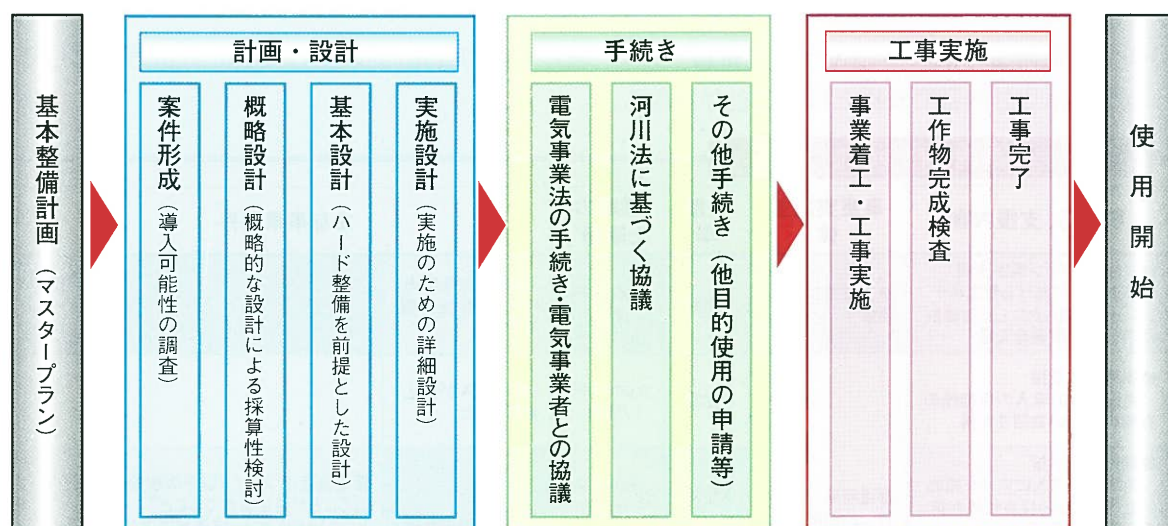 基本整備計画（マスタープラン）
計画・設計
案件形成（導入可能性の調査）
概略設計（概略的な設計による採算性検討）
基本設計（ハード整備を前提とした設計）
実施設計（実施のための詳細設計）
手続き
電気事業法の手続き・電気事業者との協議
河川法に基づく協議
その他手続き（他目的使用の申請等）
工事実施
事業着工・工事実施
工作物完成検査
工事完了
使用開始